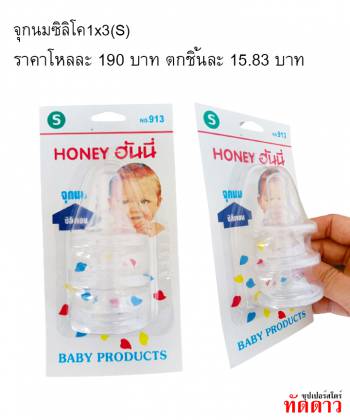 จุกนมซิลิโค1x3(S)
ราคาโหลละ 190 บาท ตกชิ้นละ 15.83 บาท
S
NO.913
HONEY ฮันนี่
จุกนม
ซิลิโคน
BABY PRODUCTS
S
NO.913
HONEY ฮันนี่
จุกนม
ซิลิโคน
BABY PRODUCTS
ซุปเปอร์สโตร์
ทัดดาว